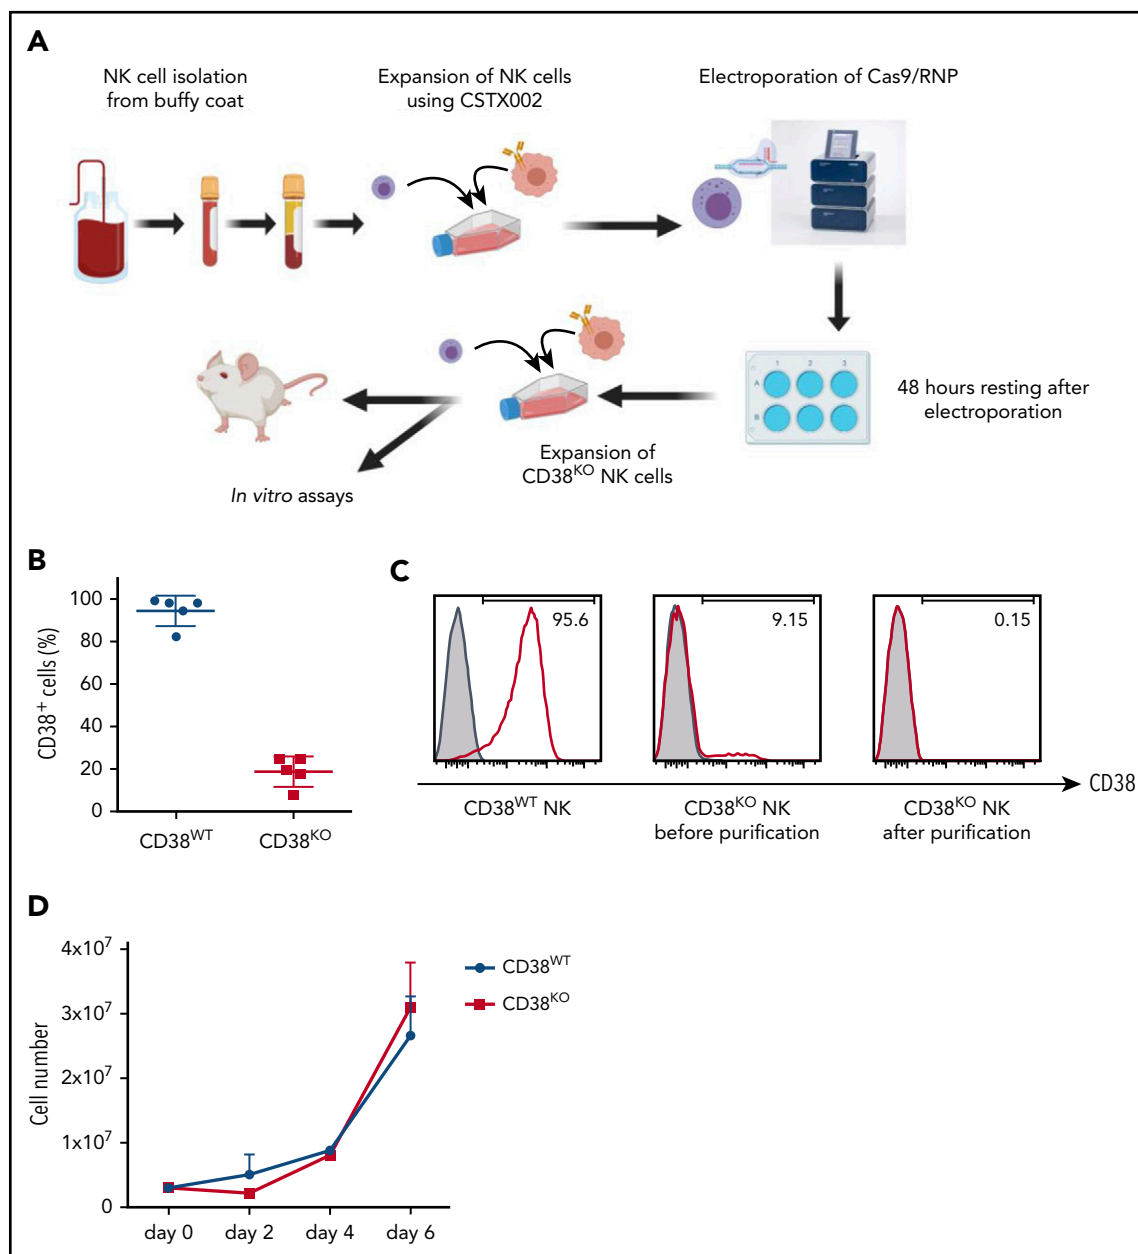 A
NK cell isolation
from buffy coat
Expansion of NK cells
using CSTX002
Electroporation of Cas9/RNP
1 2 3
A
B
48 hours resting after
electroporation
Expansion of
CD38KO NK cells
In vitro assays
B
CD38+ cells (%)
100
80
60
40
20
0
CD38WT
CD38KO
C
95.6
9.15
0.15
CD38
CD38WT NK
CD38KO NK
before purification
CD38KO NK
after purification
D
Cell number
4x10⁷
3x10⁷
2x10⁷
1x10⁷
0
day 0 day 2 day 4 day 6
CD38WT
CD38KO